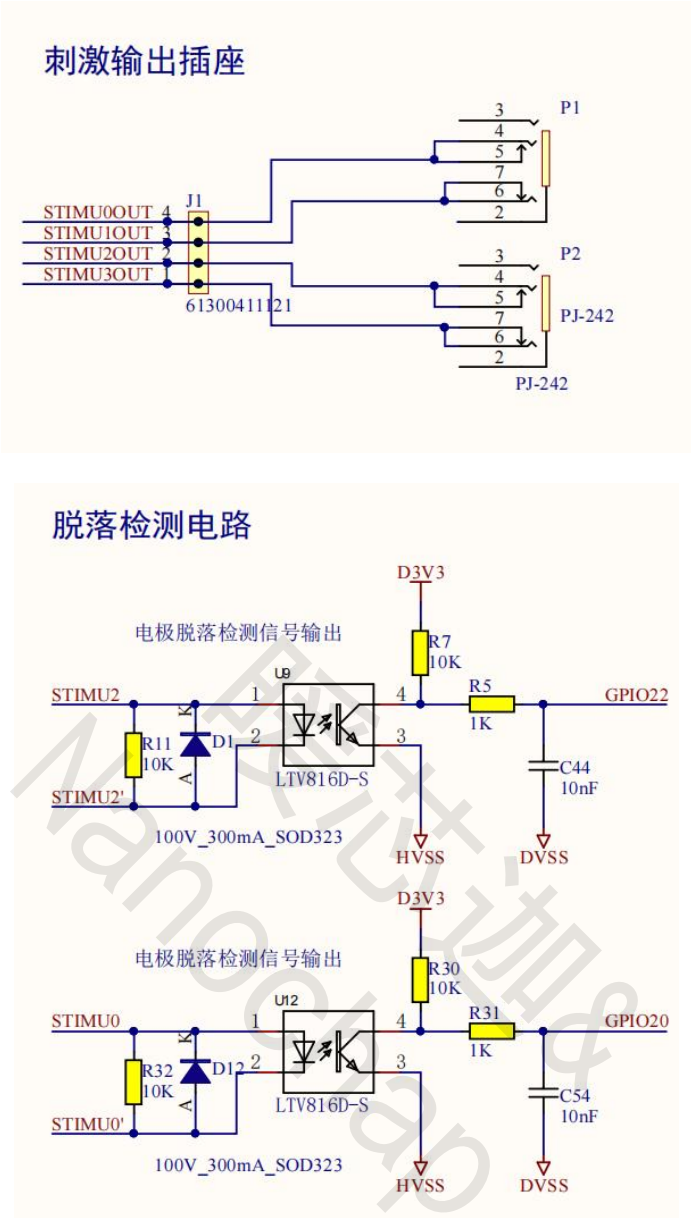 刺激输出插座
P1
3
4
5
7
6
2
J1
STIMU0OUT 4
STIMU1OUT 3
STIMU2OUT 2
STIMU3OUT 1
61300411121
P2
3
4
5
7
6
2
PJ-242
PJ-242
脱落检测电路
D3V3
电极脱落检测信号输出
R7
10K
U9
STIMU2
1
4
R5
GPIO22
K
1K
R11
10K
D1
2
3
A
LTV816D-S
C44
10nF
STIMU2'
100V_300mA_SOD323
HVSS
DVSS
D3V3
电极脱落检测信号输出
R30
10K
U12
STIMU0
1
4
R31
GPIO20
K
1K
R32
10K
D12
2
3
A
LTV816D-S
C54
10nF
STIMU0'
100V_300mA_SOD323
HVSS
DVSS
暖芯迦&
Nanochap